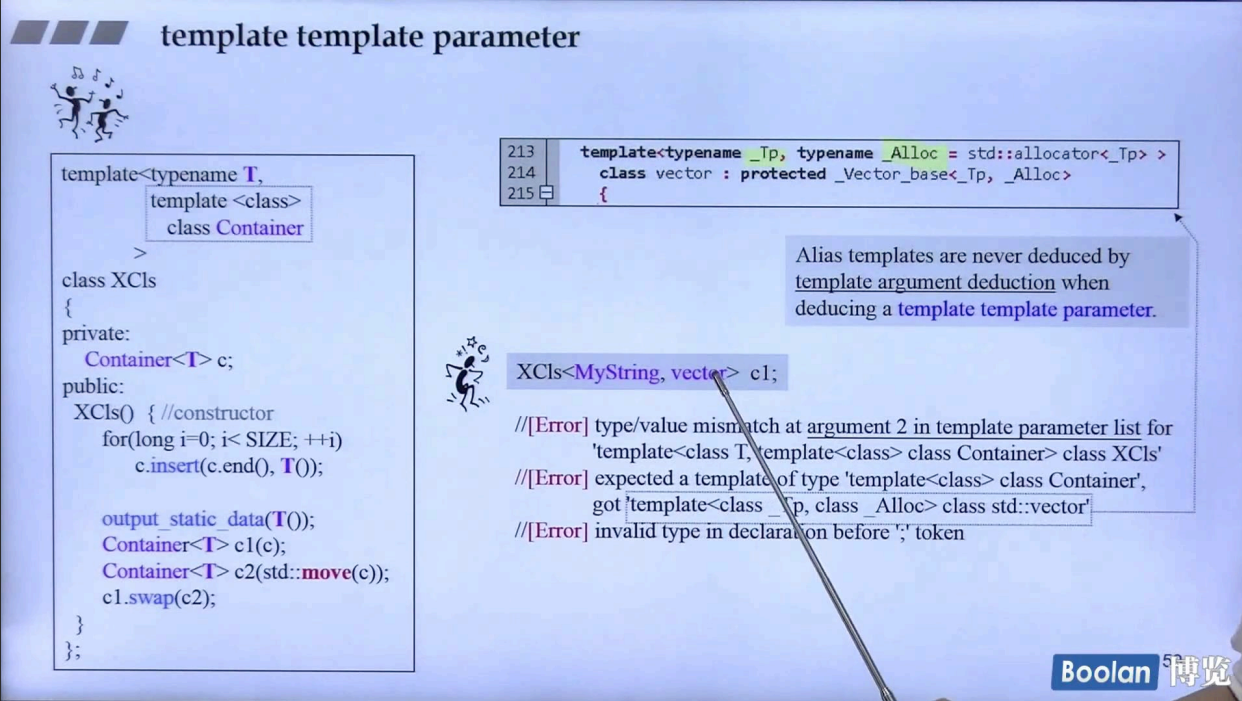 template template parameter
template<typename T,
template <class>
class Container
>
class XCls
{
private:
Container<T> c;
public:
XCls() { //constructor
for(long i=0; i< SIZE; ++i)
c.insert(c.end(), T());
output_static_data(T());
Container<T> c1(c);
Container<T> c2(std::move(c));
c1.swap(c2);
}
};
213 template<typename _Tp, typename _Alloc = std::allocator<_Tp> >
214 class vector : protected _Vector_base<_Tp, _Alloc>
215 {
Alias templates are never deduced by
template argument deduction when
deducing a template template parameter.
XCls<MyString, vector> c1;
//[Error] type/value mismatch at argument 2 in template parameter list for
'template<class T, template<class> class Container> class XCls'
//[Error] expected a template of type 'template<class> class Container',
got 'template<class _Tp, class _Alloc> class std::vector'
//[Error] invalid type in declaration before ';' token
Boolan 博览